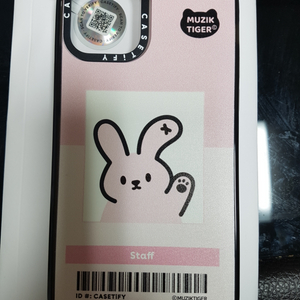 CASETiFY
MUZIK
TIGER©
Staff
ID #: CASETIFY
©MUZIKTIGER